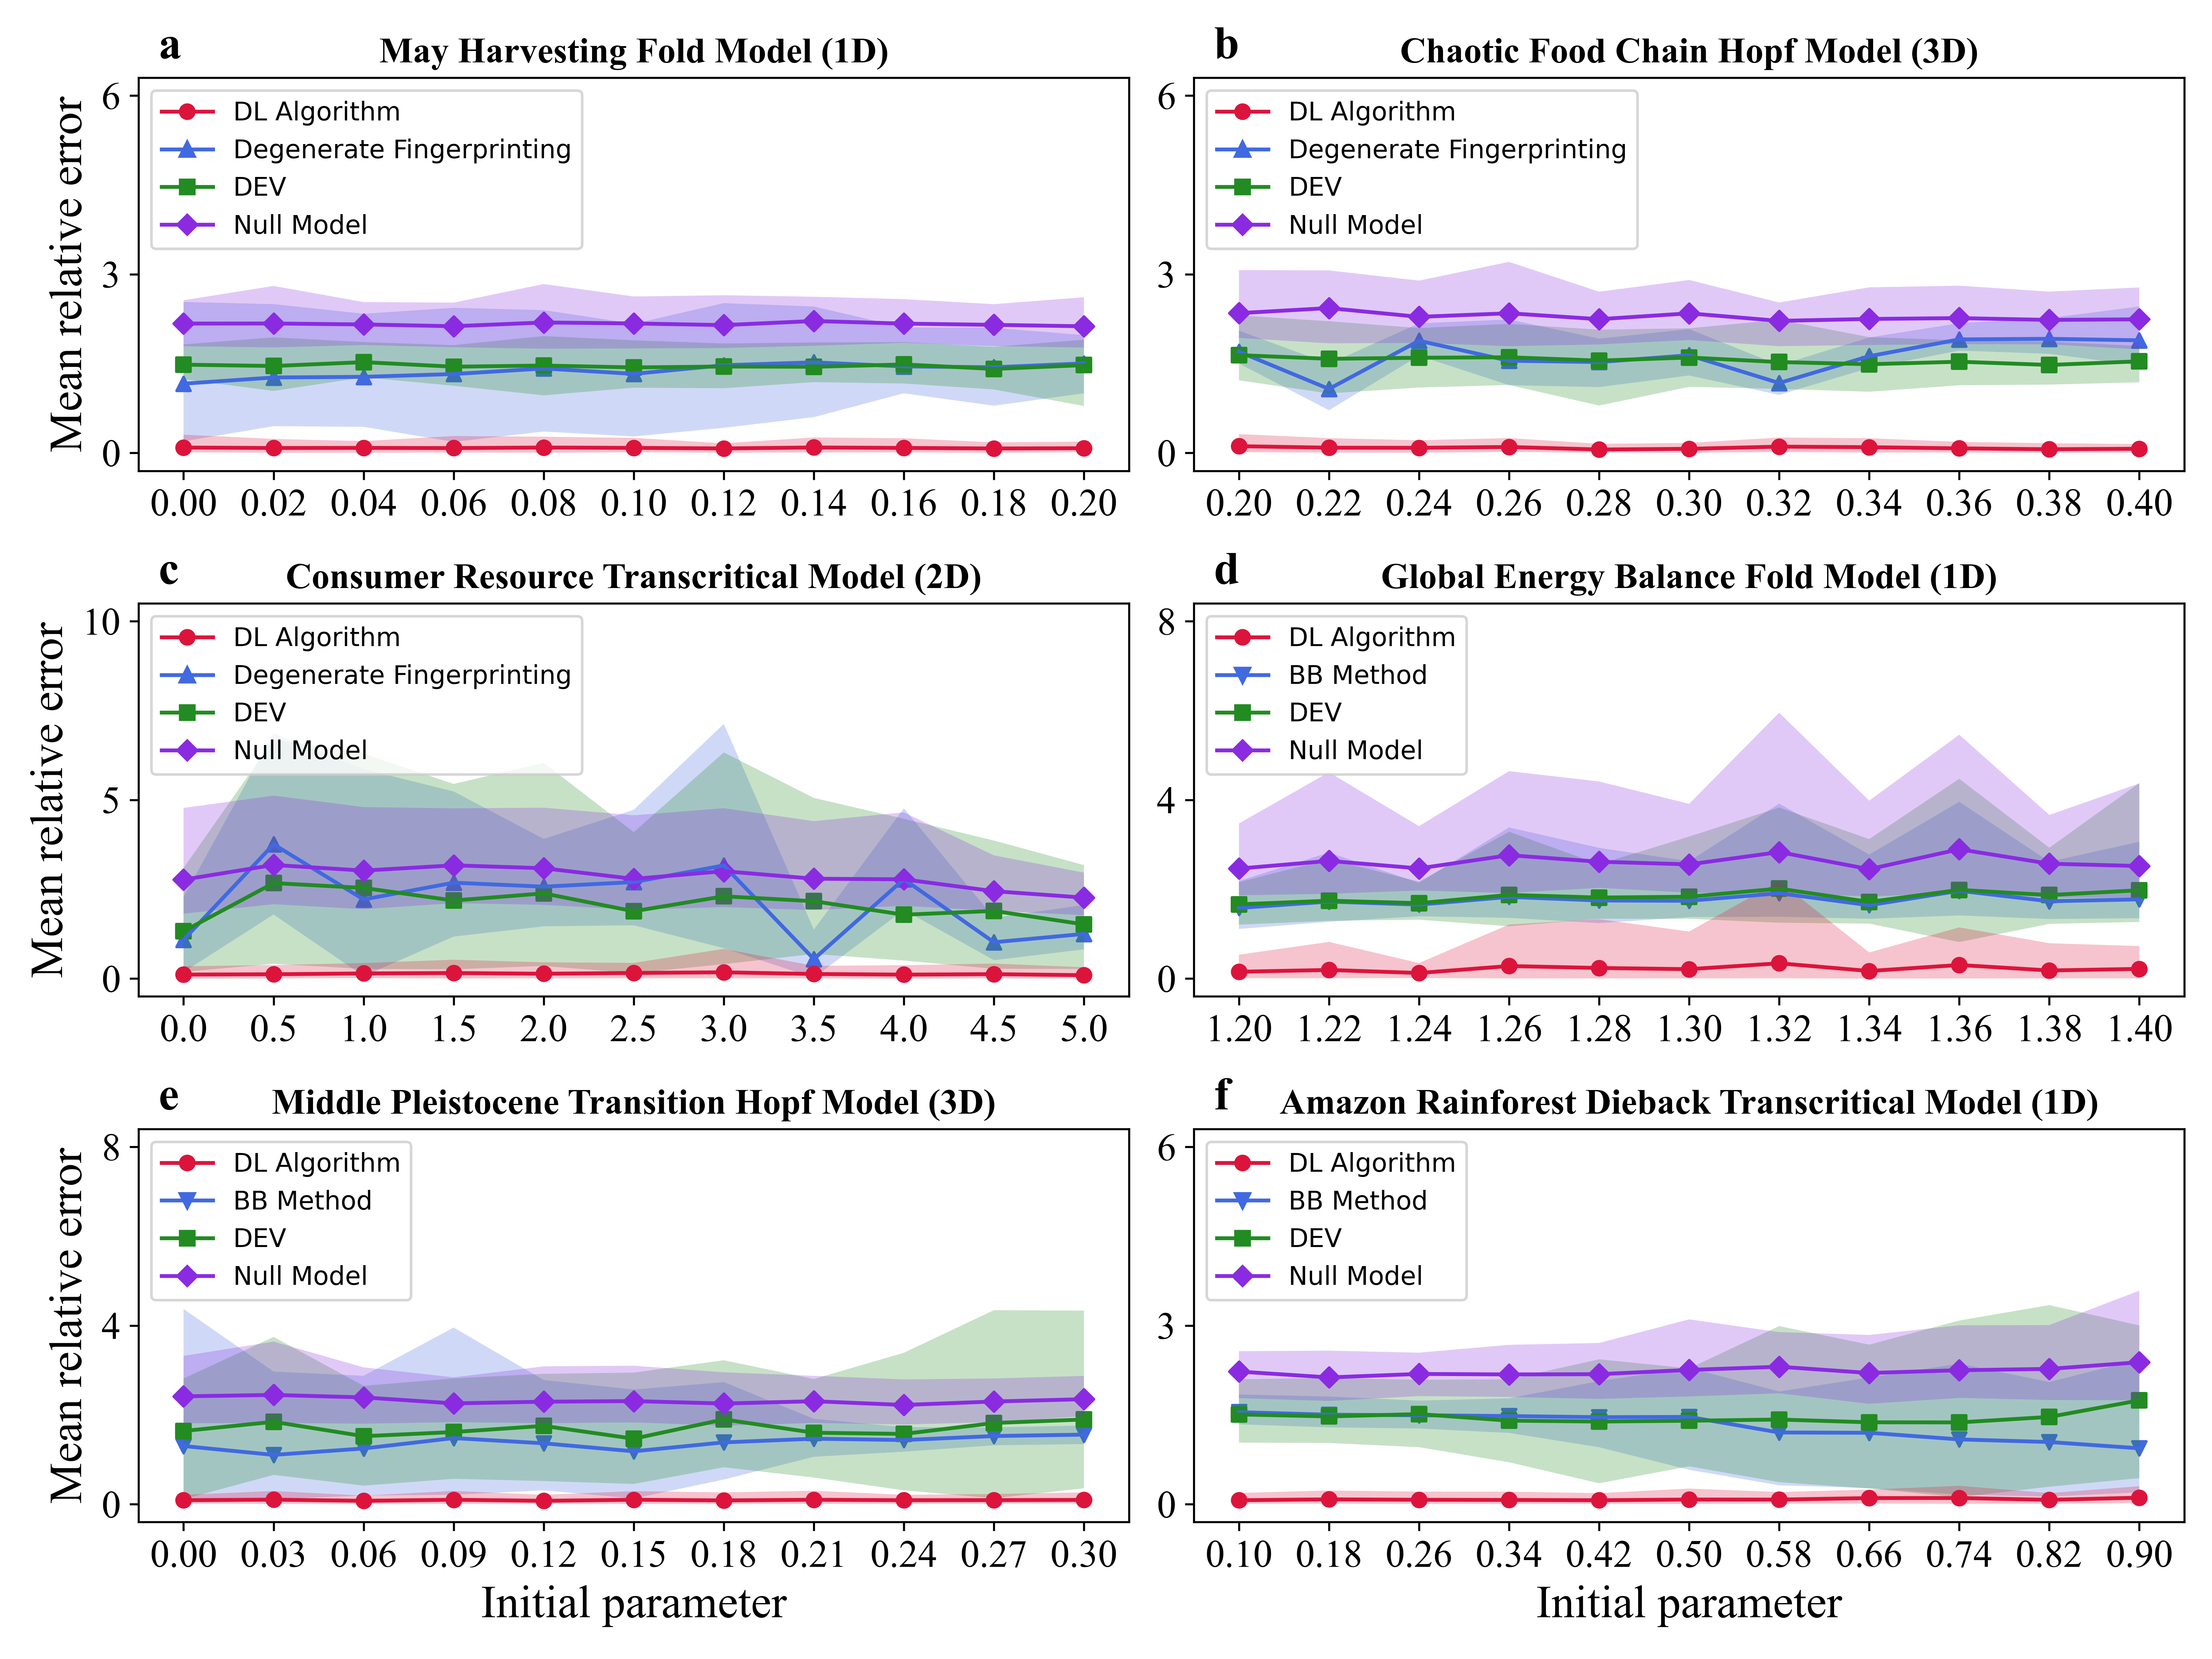 a
May Harvesting Fold Model (1D)
Mean relative error
6
3
0
DL Algorithm
Degenerate Fingerprinting
DEV
Null Model
0.00 0.02 0.04 0.06 0.08 0.10 0.12 0.14 0.16 0.18 0.20
b
Chaotic Food Chain Hopf Model (3D)
6
3
0
DL Algorithm
Degenerate Fingerprinting
DEV
Null Model
0.20 0.22 0.24 0.26 0.28 0.30 0.32 0.34 0.36 0.38 0.40
c
Consumer Resource Transcritical Model (2D)
Mean relative error
10
5
0
DL Algorithm
Degenerate Fingerprinting
DEV
Null Model
0.0 0.5 1.0 1.5 2.0 2.5 3.0 3.5 4.0 4.5 5.0
d
Global Energy Balance Fold Model (1D)
8
4
0
DL Algorithm
BB Method
DEV
Null Model
1.20 1.22 1.24 1.26 1.28 1.30 1.32 1.34 1.36 1.38 1.40
e
Middle Pleistocene Transition Hopf Model (3D)
Mean relative error
8
4
0
DL Algorithm
BB Method
DEV
Null Model
0.00 0.03 0.06 0.09 0.12 0.15 0.18 0.21 0.24 0.27 0.30
Initial parameter
f
Amazon Rainforest Dieback Transcritical Model (1D)
6
3
0
DL Algorithm
BB Method
DEV
Null Model
0.10 0.18 0.26 0.34 0.42 0.50 0.58 0.66 0.74 0.82 0.90
Initial parameter